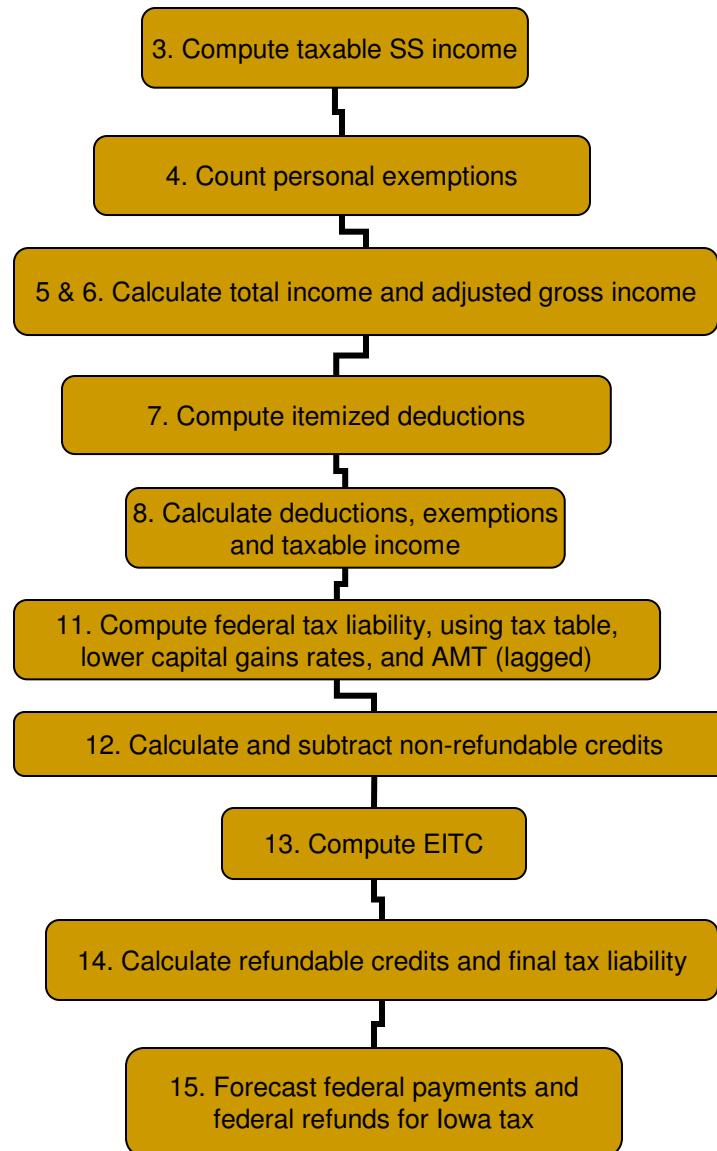 3. Compute taxable SS income
4. Count personal exemptions
5 & 6. Calculate total income and adjusted gross income
7. Compute itemized deductions
8. Calculate deductions, exemptions
and taxable income
11. Compute federal tax liability, using tax table,
lower capital gains rates, and AMT (lagged)
12. Calculate and subtract non-refundable credits
13. Compute EITC
14. Calculate refundable credits and final tax liability
15. Forecast federal payments and
federal refunds for Iowa tax